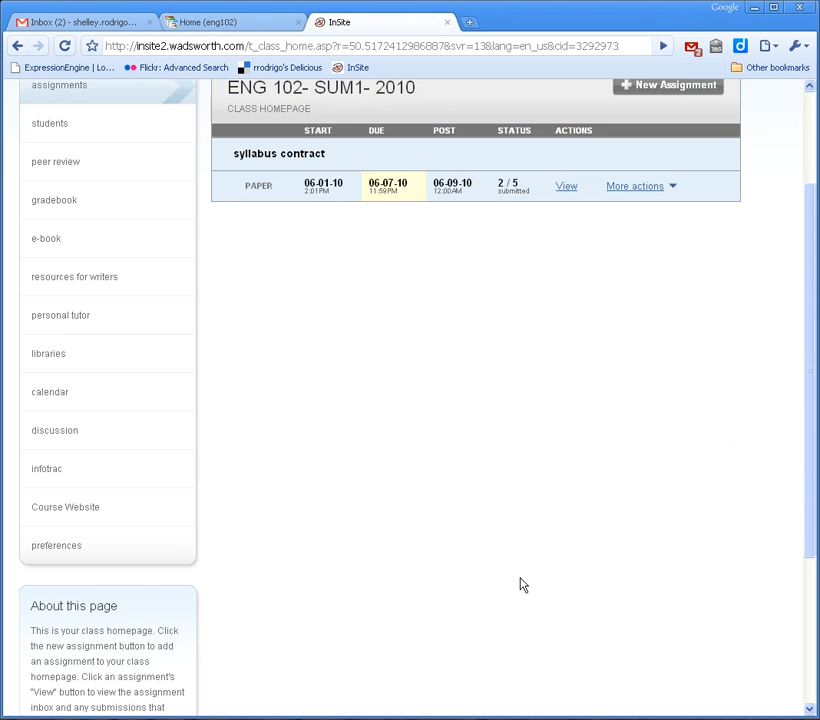 Google
Inbox (2) - shelley.rodrigo...
Home (eng102)
InSite
http://insite2.wadsworth.com/t_class_home.asp?r=50.5172412986887&svr=13&lang=en_us&cid=3292973
ExpressionEngine | Lo...
Flickr: Advanced Search
rrodrigo's Delicious
InSite
Other bookmarks
assignments
students
peer review
gradebook
e-book
resources for writers
personal tutor
libraries
calendar
discussion
infotrac
Course Website
preferences
About this page
This is your class homepage. Click
the new assignment button to add
an assignment to your class
homepage. Click an assignment's
"View" button to view the assignment
inbox and any submissions that
ENG 102- SUM1- 2010
CLASS HOMEPAGE
New Assignment
START DUE POST STATUS ACTIONS
syllabus contract
PAPER 06-01-10 06-07-10 06-09-10 2 / 5 View More actions
2:01PM 11:59PM 12:00AM submitted